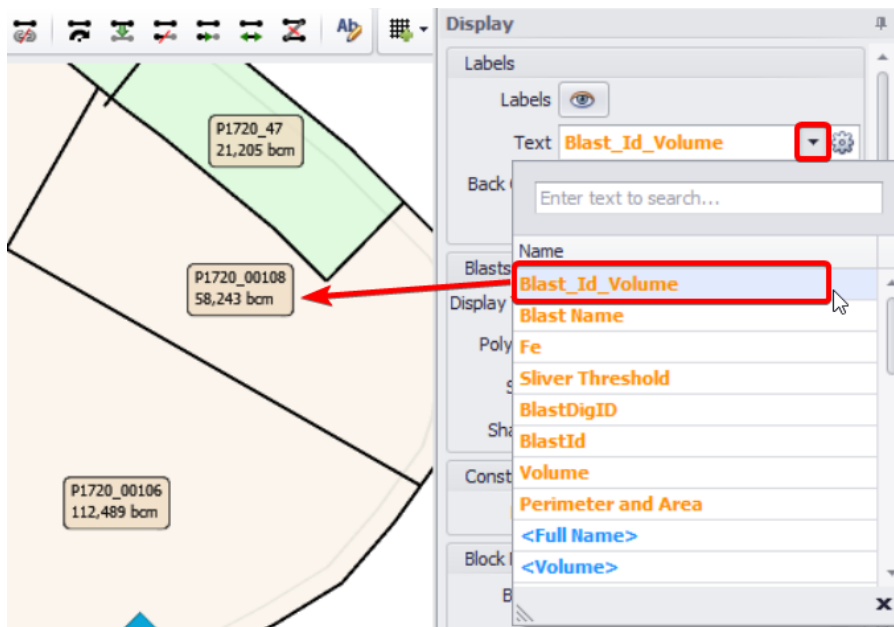 Ab
Display
Labels
Labels
Text Blast_Id_Volume
Back
Enter text to search...
Name
Blasts
Blast_Id_Volume
Display
Blast Name
Poly
Fe
Sliver Threshold
BlastDigID
Sha
BlastId
Const
Volume
Perimeter and Area
<Full Name>
Block
<Volume>
B
P1720_47
21,205 bcm
P1720_00108
58,243 bcm
P1720_00106
112,489 bcm